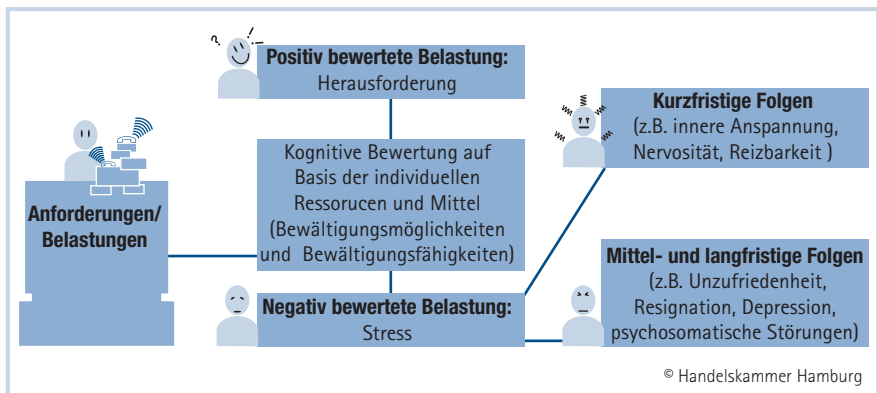 Anforderungen/
Belastungen
? - ! !
Positiv bewertete Belastung:
Herausforderung
Kognitive Bewertung auf
Basis der individuellen
Ressorucen und Mittel
(Bewältigungsmöglichkeiten
und Bewältigungsfähigkeiten)
Negativ bewertete Belastung:
Stress
Kurzfristige Folgen
(z.B. innere Anspannung,
Nervosität, Reizbarkeit )
Mittel- und langfristige Folgen
(z.B. Unzufriedenheit,
Resignation, Depression,
psychosomatische Störungen)
© Handelskammer Hamburg